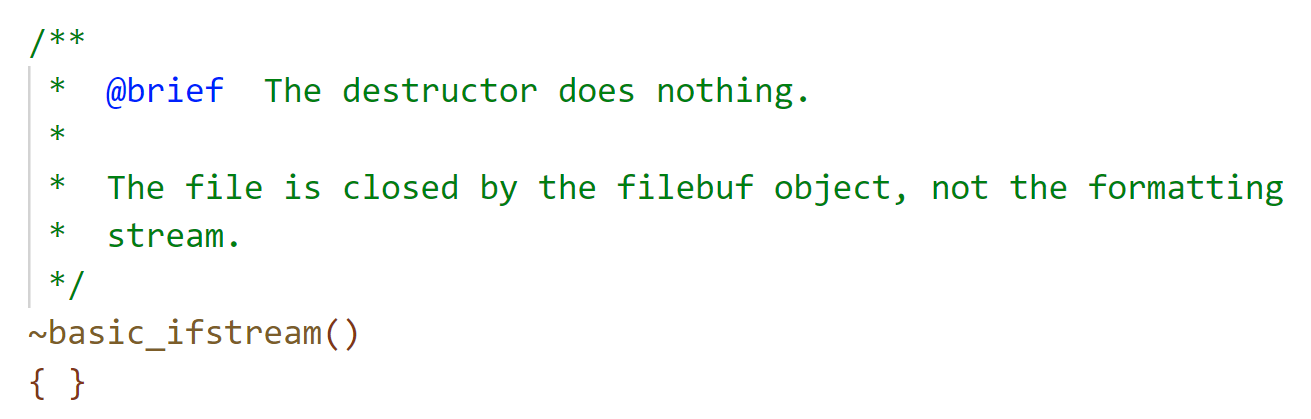 /**
 *  @brief  The destructor does nothing.
 *
 *  The file is closed by the filebuf object, not the formatting
 *  stream.
 */
~basic_ifstream()
{ }